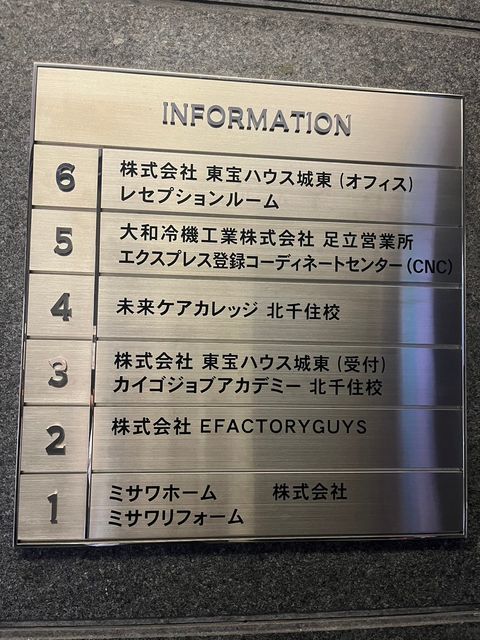 INFORMATION
6
株式会社 東宝ハウス城東 (オフィス)
レセプションルーム
5
大和冷機工業株式会社 足立営業所
エクスプレス登録コーディネートセンター (CNC)
4
未来ケアカレッジ 北千住校
3
株式会社 東宝ハウス城東 (受付)
カイゴジョブアカデミー 北千住校
2
株式会社 EFACTORYGUYS
1
ミサワホーム 株式会社
ミサワリフォーム